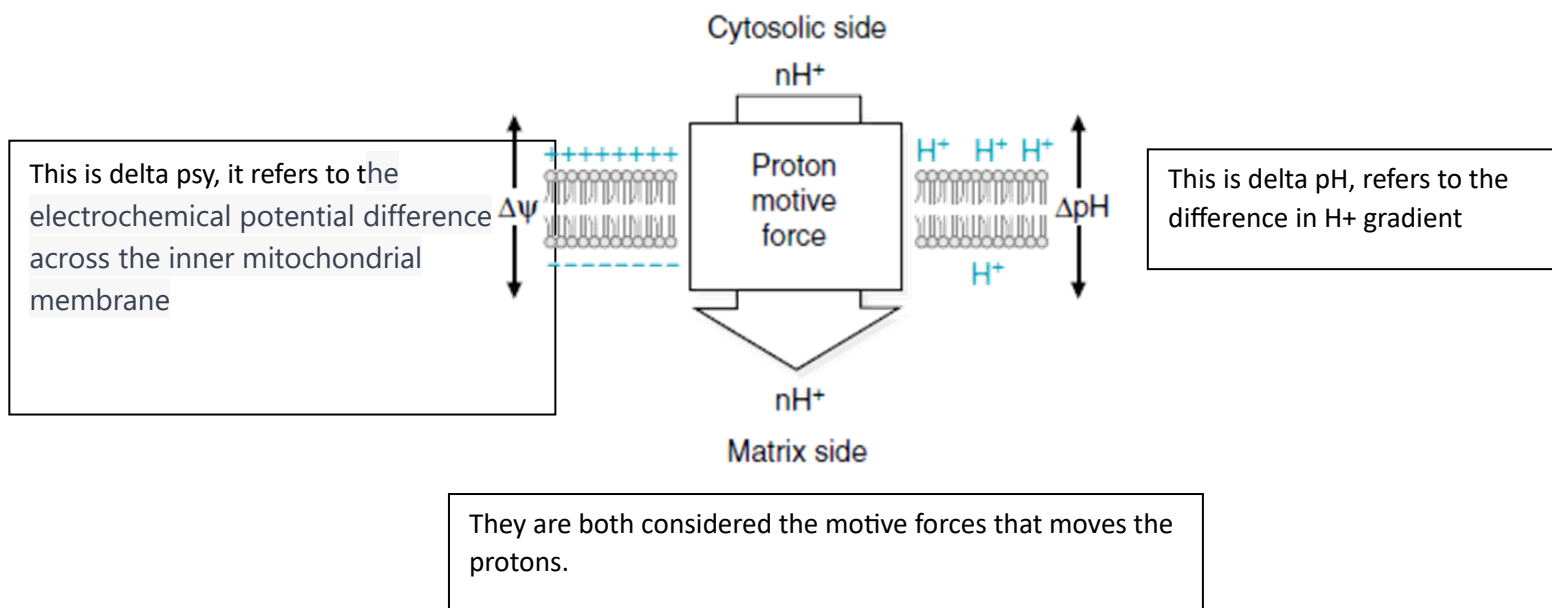 Cytosolic side
nH⁺
This is delta psy, it refers to the
electrochemical potential difference
across the inner mitochondrial
membrane
Δψ
++++++++
Proton
motive
force
--------
H⁺ H⁺ H⁺
ΔpH
H⁺
This is delta pH, refers to the
difference in H+ gradient
nH⁺
Matrix side
They are both considered the motive forces that moves the
protons.